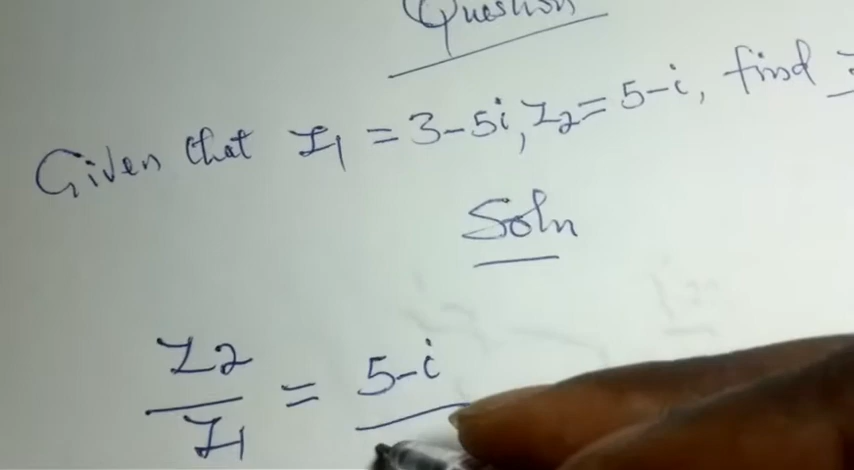 Question
Given that Z1 = 3-5i, Z2 = 5-i, find
Soln
Z2/Z1 = 5-i